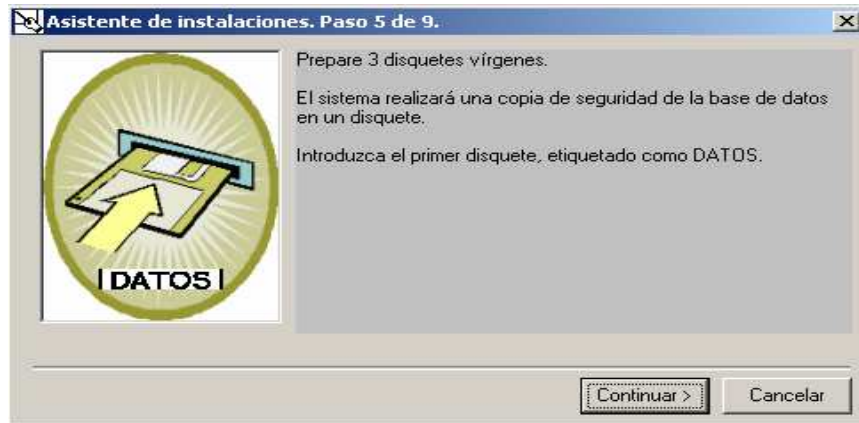 Asistente de instalaciones. Paso 5 de 9.
Prepare 3 disquetes vírgenes.
El sistema realizará una copia de seguridad de la base de datos
en un disquete.
Introduzca el primer disquete, etiquetado como DATOS.
DATOS
Continuar >
Cancelar